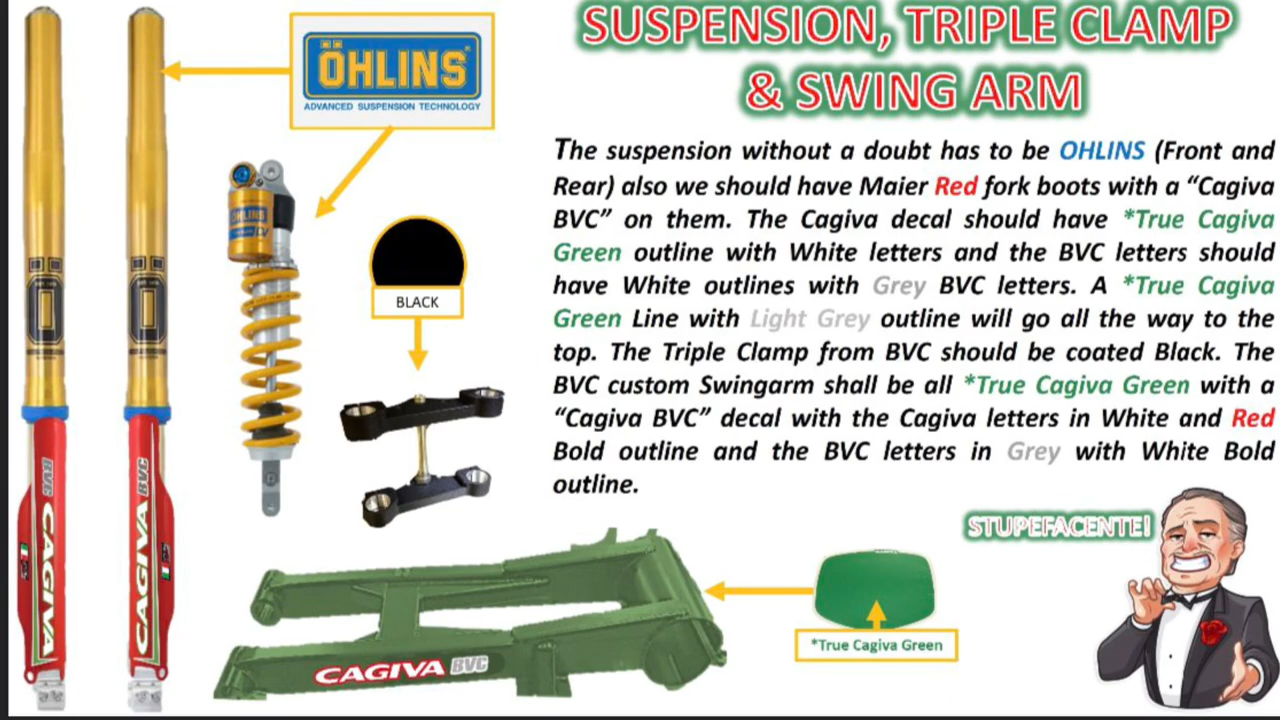 SUSPENSION, TRIPLE CLAMP
& SWING ARM
ÖHLINS
ADVANCED SUSPENSION TECHNOLOGY
The suspension without a doubt has to be OHLINS (Front and
Rear) also we should have Maier Red fork boots with a “Cagiva
BVC” on them. The Cagiva decal should have *True Cagiva
Green outline with White letters and the BVC letters should
have White outlines with Grey BVC letters. A *True Cagiva
Green Line with Light Grey outline will go all the way to the
top. The Triple Clamp from BVC should be coated Black. The
BVC custom Swingarm shall be all *True Cagiva Green with a
“Cagiva BVC” decal with the Cagiva letters in White and Red
Bold outline and the BVC letters in Grey with White Bold
outline.
ÖHLINS
BLACK
BVC
CAGIVA
BVC
CAGIVA
STUPEFACENTE!
*True Cagiva Green
CAGIVA BVC